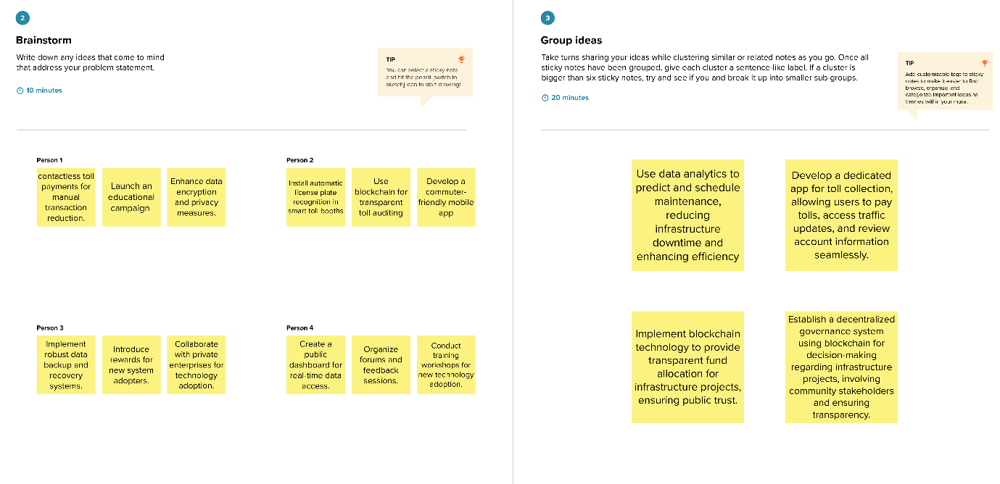 2
Brainstorm
Write down any ideas that come to mind
that address your problem statement.
10 minutes
TIP
You can select a sticky note
and hit the pencil [switch to
sketch] icon to start drawing!
Person 1
contactless toll
payments for
manual
transaction
reduction.
Launch an
educational
campaign
Enhance data
encryption
and privacy
measures.
Person 2
Install automatic
license plate
recognition in
smart toll booths
Use
blockchain for
transparent
toll auditing
Develop a
commuter-
friendly mobile
app
Person 3
Implement
robust data
backup and
recovery
systems.
Introduce
rewards for
new system
adopters.
Collaborate
with private
enterprises for
technology
adoption.
Person 4
Create a
public
dashboard for
real-time data
access.
Organize
forums and
feedback
sessions.
Conduct
training
workshops for
new technology
adoption.
3
Group ideas
Take turns sharing your ideas while clustering similar or related notes as you go. Once all
sticky notes have been grouped, give each cluster a sentence-like label. If a cluster is
bigger than six sticky notes, try and see if you and break it up into smaller sub-groups.
20 minutes
TIP
Add customizable tags to sticky
notes to make it easier to find,
browse, organize, and
categorize important ideas as
themes within your mural.
Use data analytics to
predict and schedule
maintenance,
reducing
infrastructure
downtime and
enhancing efficiency
Develop a dedicated
app for toll collection,
allowing users to pay
tolls, access traffic
updates, and review
account information
seamlessly.
Implement blockchain
technology to provide
transparent fund
allocation for
infrastructure projects,
ensuring public trust.
Establish a decentralized
governance system
using blockchain for
decision-making
regarding infrastructure
projects, involving
community stakeholders
and ensuring
transparency.